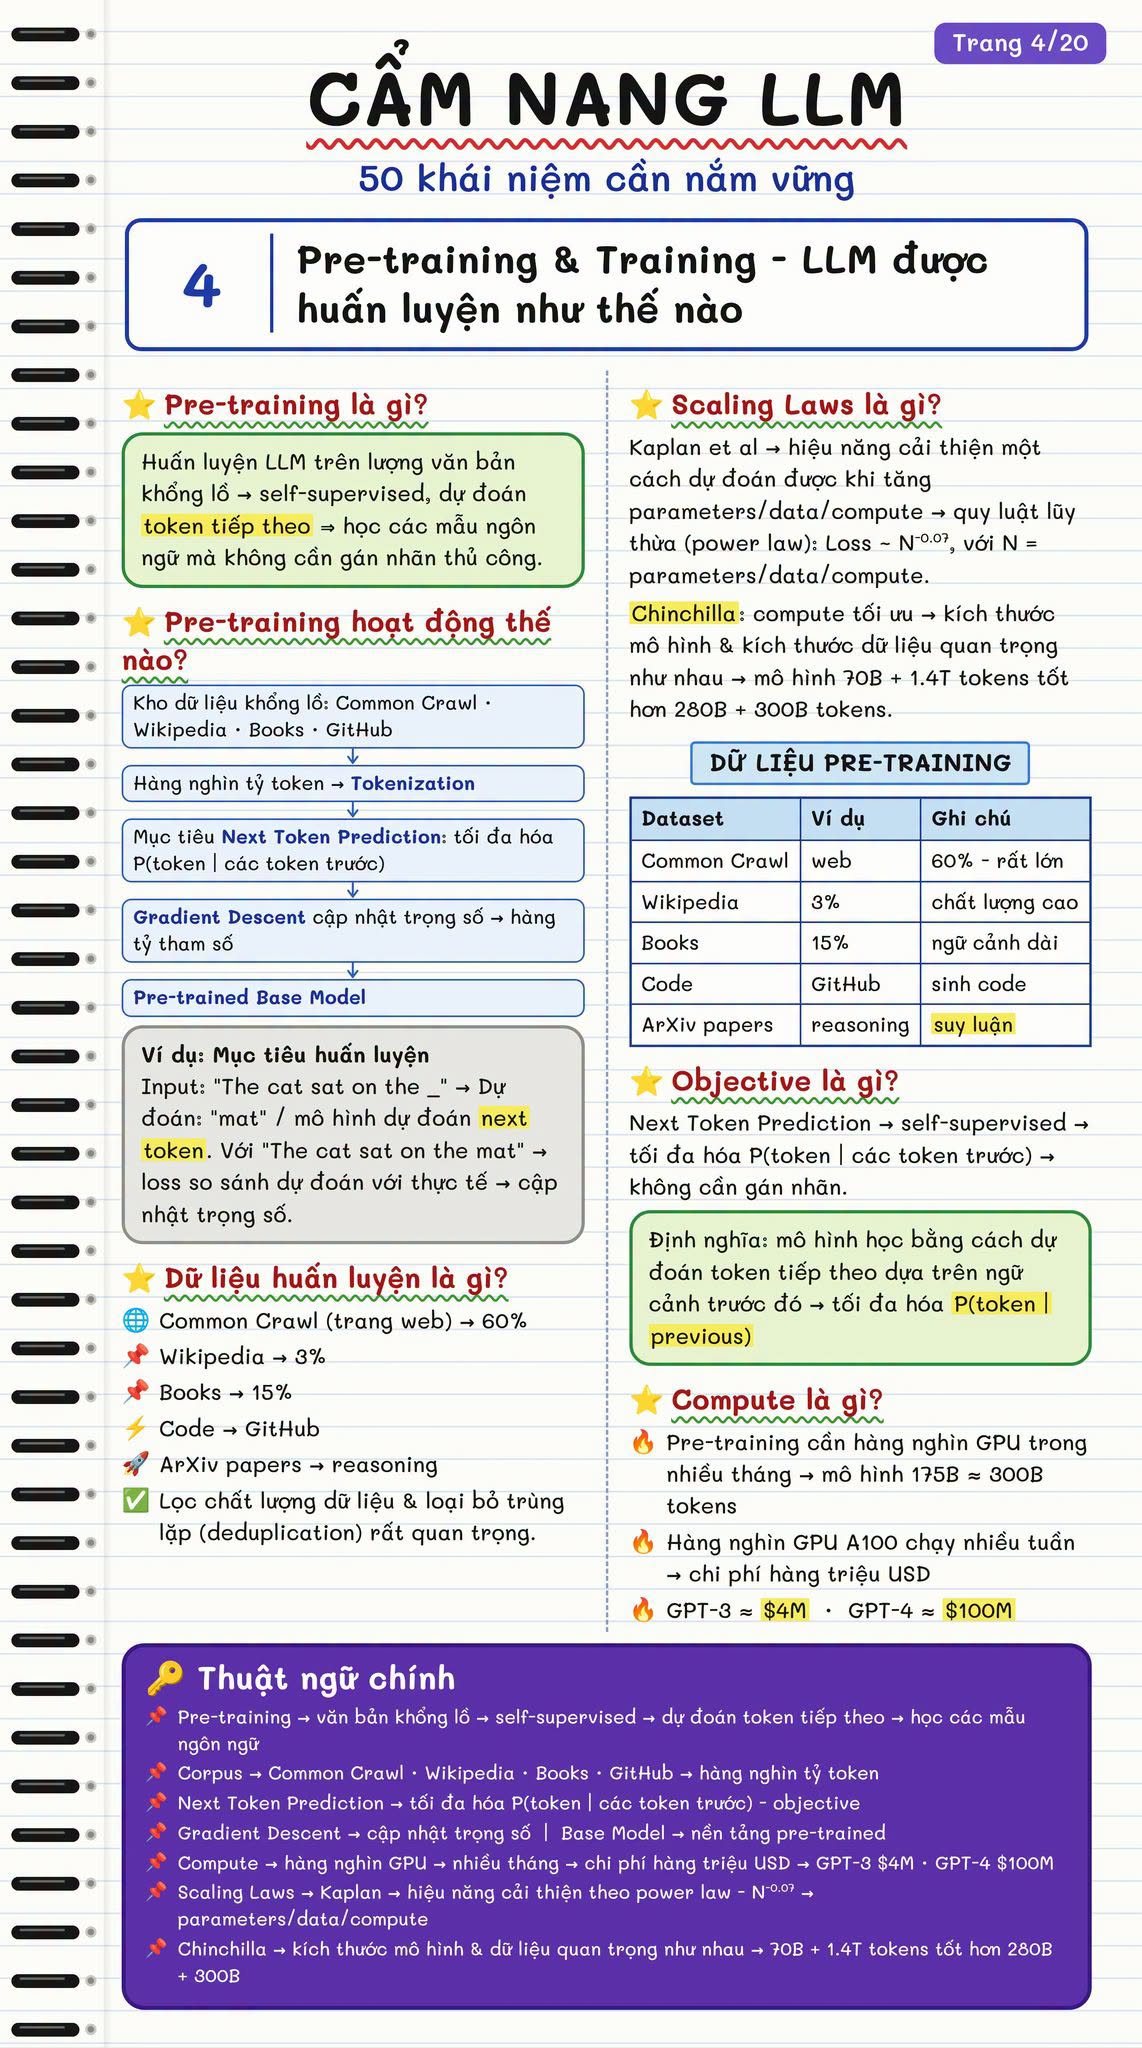 Trang 4/20
CẨM NANG LLM
50 khái niệm cần nắm vững
4
Pre-training & Training - LLM được
huấn luyện như thế nào
⭐ Pre-training là gì?
Huấn luyện LLM trên lượng văn bản
khổng lồ → self-supervised, dự đoán
token tiếp theo ⇒ học các mẫu ngôn
ngữ mà không cần gán nhãn thủ công.
⭐ Pre-training hoạt động thế
nào?
Kho dữ liệu khổng lồ: Common Crawl ·
Wikipedia · Books · GitHub
↓
Hàng nghìn tỷ token → Tokenization
↓
Mục tiêu Next Token Prediction: tối đa hóa
P(token | các token trước)
↓
Gradient Descent cập nhật trọng số → hàng
tỷ tham số
↓
Pre-trained Base Model
Ví dụ: Mục tiêu huấn luyện
Input: "The cat sat on the _" → Dự
đoán: "mat" / mô hình dự đoán next
token. Với "The cat sat on the mat" →
loss so sánh dự đoán với thực tế → cập
nhật trọng số.
⭐ Dữ liệu huấn luyện là gì?
🌐 Common Crawl (trang web) → 60%
📌 Wikipedia → 3%
📌 Books → 15%
⚡ Code → GitHub
🚀 ArXiv papers → reasoning
✅ Lọc chất lượng dữ liệu & loại bỏ trùng
lặp (deduplication) rất quan trọng.
⭐ Scaling Laws là gì?
Kaplan et al → hiệu năng cải thiện một
cách dự đoán được khi tăng
parameters/data/compute → quy luật lũy
thừa (power law): Loss ~ N⁻⁰·⁰⁷, với N =
parameters/data/compute.
Chinchilla: compute tối ưu → kích thước
mô hình & kích thước dữ liệu quan trọng
như nhau → mô hình 70B + 1.4T tokens tốt
hơn 280B + 300B tokens.
DỮ LIỆU PRE-TRAINING
Dataset Ví dụ Ghi chú
Common Crawl web 60% - rất lớn
Wikipedia 3% chất lượng cao
Books 15% ngữ cảnh dài
Code GitHub sinh code
ArXiv papers reasoning suy luận
⭐ Objective là gì?
Next Token Prediction → self-supervised →
tối đa hóa P(token | các token trước) →
không cần gán nhãn.
Định nghĩa: mô hình học bằng cách dự
đoán token tiếp theo dựa trên ngữ
cảnh trước đó → tối đa hóa P(token |
previous)
⭐ Compute là gì?
🔥 Pre-training cần hàng nghìn GPU trong
nhiều tháng → mô hình 175B ≈ 300B
tokens
🔥 Hàng nghìn GPU A100 chạy nhiều tuần
→ chi phí hàng triệu USD
🔥 GPT-3 ≈ $4M · GPT-4 ≈ $100M
🔑 Thuật ngữ chính
📌 Pre-training → văn bản khổng lồ → self-supervised → dự đoán token tiếp theo → học các mẫu
ngôn ngữ
📌 Corpus → Common Crawl · Wikipedia · Books · GitHub → hàng nghìn tỷ token
📌 Next Token Prediction → tối đa hóa P(token | các token trước) - objective
📌 Gradient Descent → cập nhật trọng số | Base Model → nền tảng pre-trained
📌 Compute → hàng nghìn GPU → nhiều tháng → chi phí hàng triệu USD → GPT-3 $4M · GPT-4 $100M
📌 Scaling Laws → Kaplan → hiệu năng cải thiện theo power law - N⁻⁰·⁰⁷ →
parameters/data/compute
📌 Chinchilla → kích thước mô hình & dữ liệu quan trọng như nhau → 70B + 1.4T tokens tốt hơn 280B
+ 300B